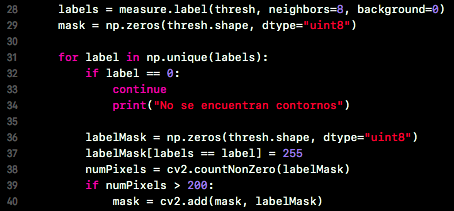 28 labels = measure.label(thresh, neighbors=8, background=0)
29 mask = np.zeros(thresh.shape, dtype="uint8")
30
31 for label in np.unique(labels):
32     if label == 0:
33         continue
34         print("No se encuentran contornos")
35
36     labelMask = np.zeros(thresh.shape, dtype="uint8")
37     labelMask[labels == label] = 255
38     numPixels = cv2.countNonZero(labelMask)
39     if numPixels > 200:
40         mask = cv2.add(mask, labelMask)